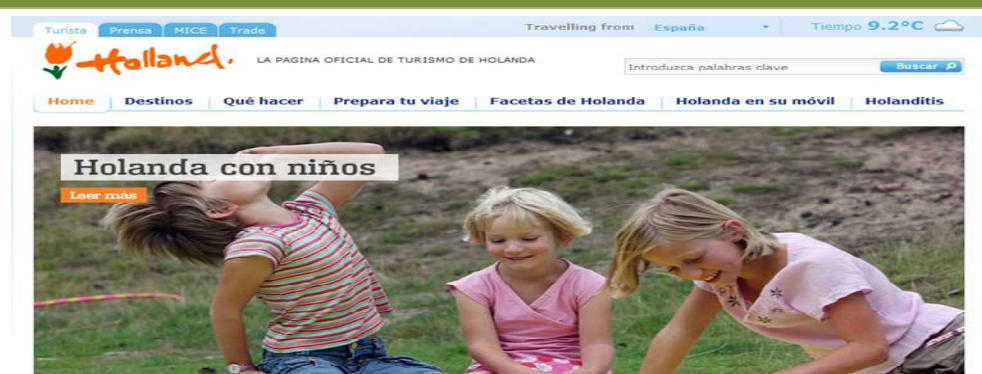 Turista Prensa MICE Trade Travelling from España Tiempo 9.2°C
Holland. LA PAGINA OFICIAL DE TURISMO DE HOLANDA
Introduzca palabras clave Buscar
Home Destinos Qué hacer Prepara tu viaje Facetas de Holanda Holanda en su móvil Holanditis
Holanda con niños
Leer más